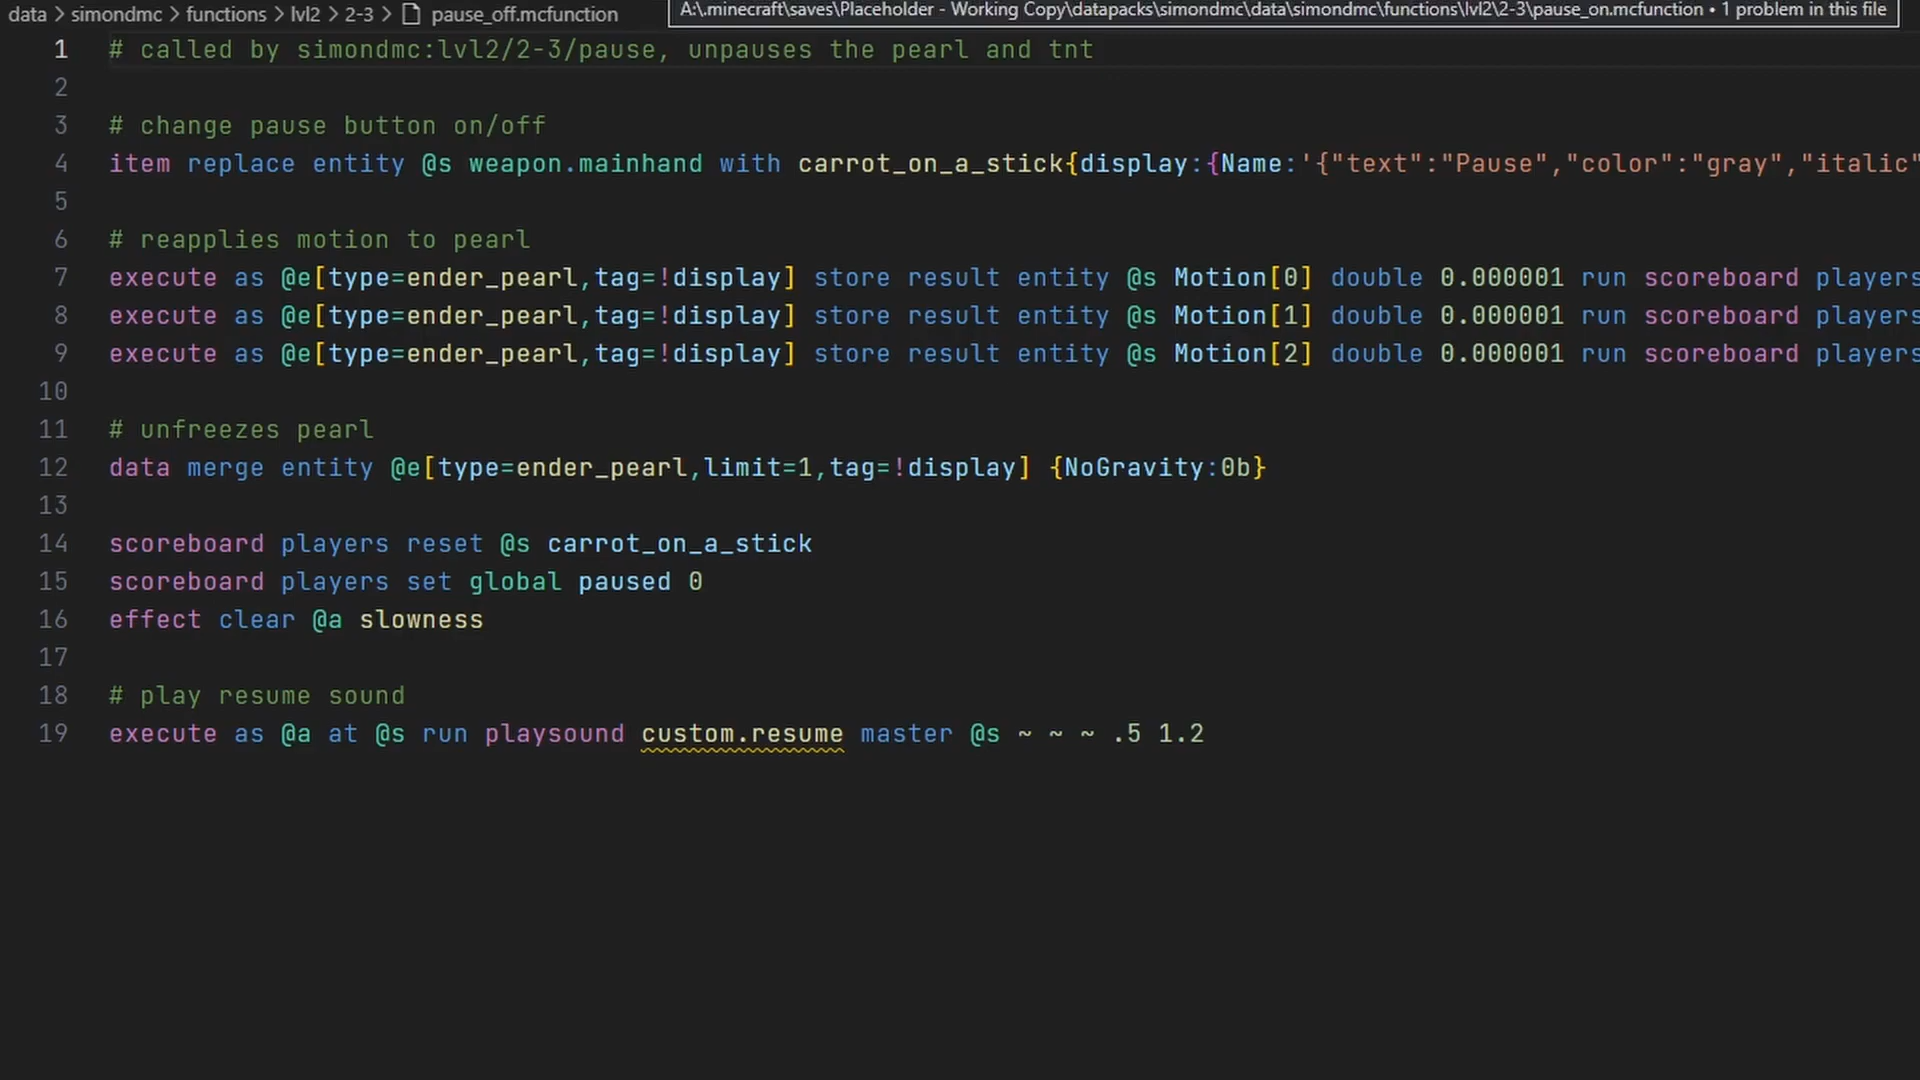 data > simondmc > functions > lvl2 > 2-3 > pause_off.mcfunction
A:\.minecraft\saves\Placeholder - Working Copy\datapacks\simondmc\data\simondmc\functions\lvl2\2-3\pause_on.mcfunction • 1 problem in this file
1 # called by simondmc:lvl2/2-3/pause, unpauses the pearl and tnt
2
3 # change pause button on/off
4 item replace entity @s weapon.mainhand with carrot_on_a_stick{display:{Name:'{"text":"Pause","color":"gray","italic"
5
6 # reapplies motion to pearl
7 execute as @e[type=ender_pearl,tag=!display] store result entity @s Motion[0] double 0.000001 run scoreboard players
8 execute as @e[type=ender_pearl,tag=!display] store result entity @s Motion[1] double 0.000001 run scoreboard players
9 execute as @e[type=ender_pearl,tag=!display] store result entity @s Motion[2] double 0.000001 run scoreboard players
10
11 # unfreezes pearl
12 data merge entity @e[type=ender_pearl,limit=1,tag=!display] {NoGravity:0b}
13
14 scoreboard players reset @s carrot_on_a_stick
15 scoreboard players set global paused 0
16 effect clear @a slowness
17
18 # play resume sound
19 execute as @a at @s run playsound custom.resume master @s ~ ~ ~ .5 1.2